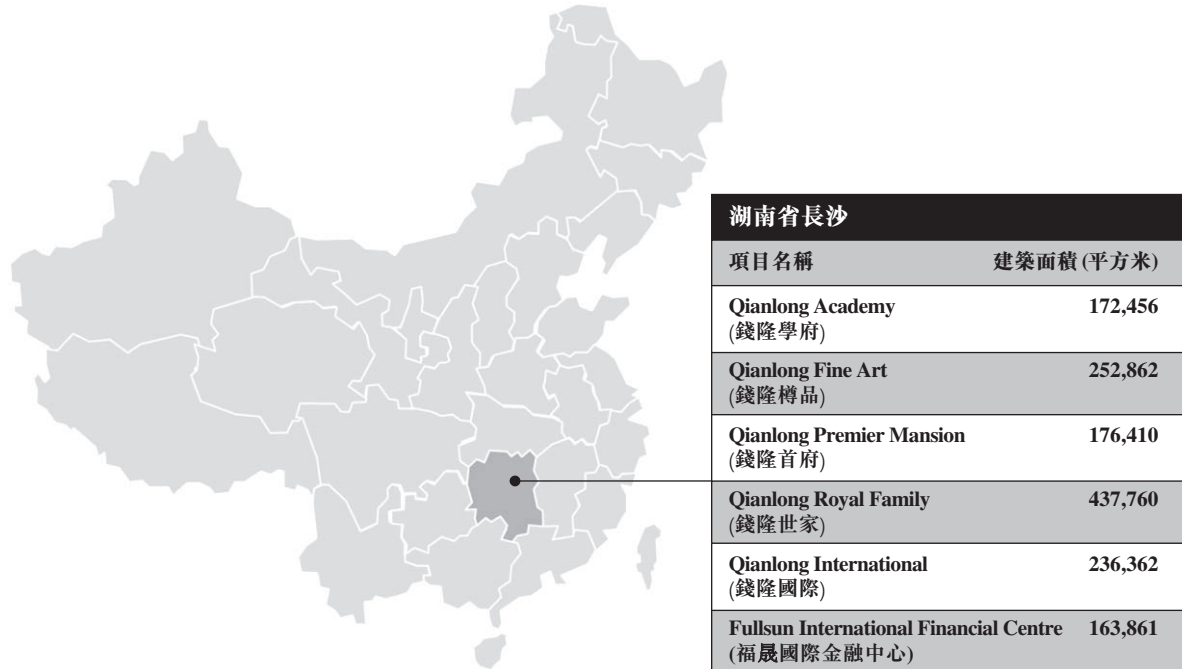 湖南省長沙
項目名稱 建築面積(平方米)
Qianlong Academy 172,456
(錢隆學府)
Qianlong Fine Art 252,862
(錢隆樽品)
Qianlong Premier Mansion 176,410
(錢隆首府)
Qianlong Royal Family 437,760
(錢隆世家)
Qianlong International 236,362
(錢隆國際)
Fullsun International Financial Centre 163,861
(福晟國際金融中心)